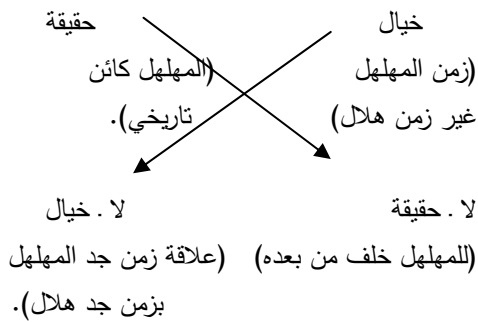 خيال حقيقة
(زمن المهلهل (المهلهل كائن
غير زمن هلال) تاريخي).
لا . حقيقة لا . خيال
(للمهلهل خلف من بعده) (علاقة زمن جد المهلهل
بزمن جد هلال).